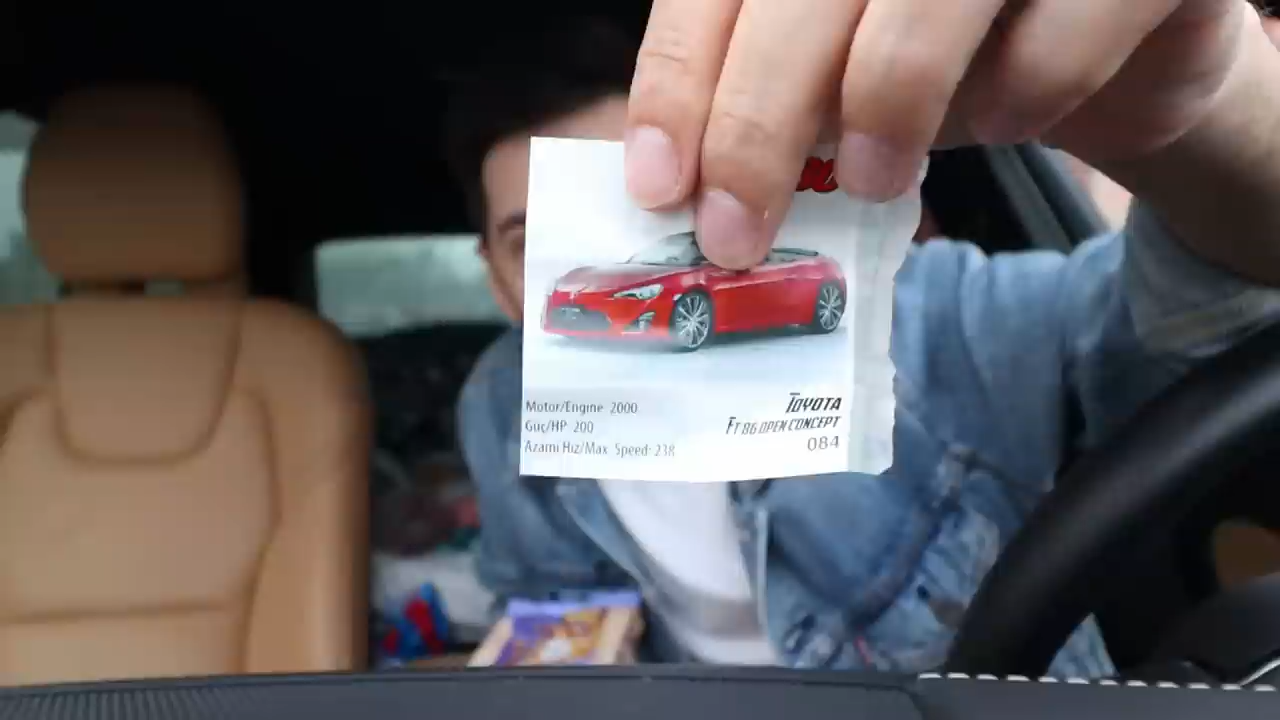 Motor/Engine 2000
Güç/HP 200
Azami Hız/Max Speed: 238
TOYOTA
FT 86 OPEN CONCEPT
084